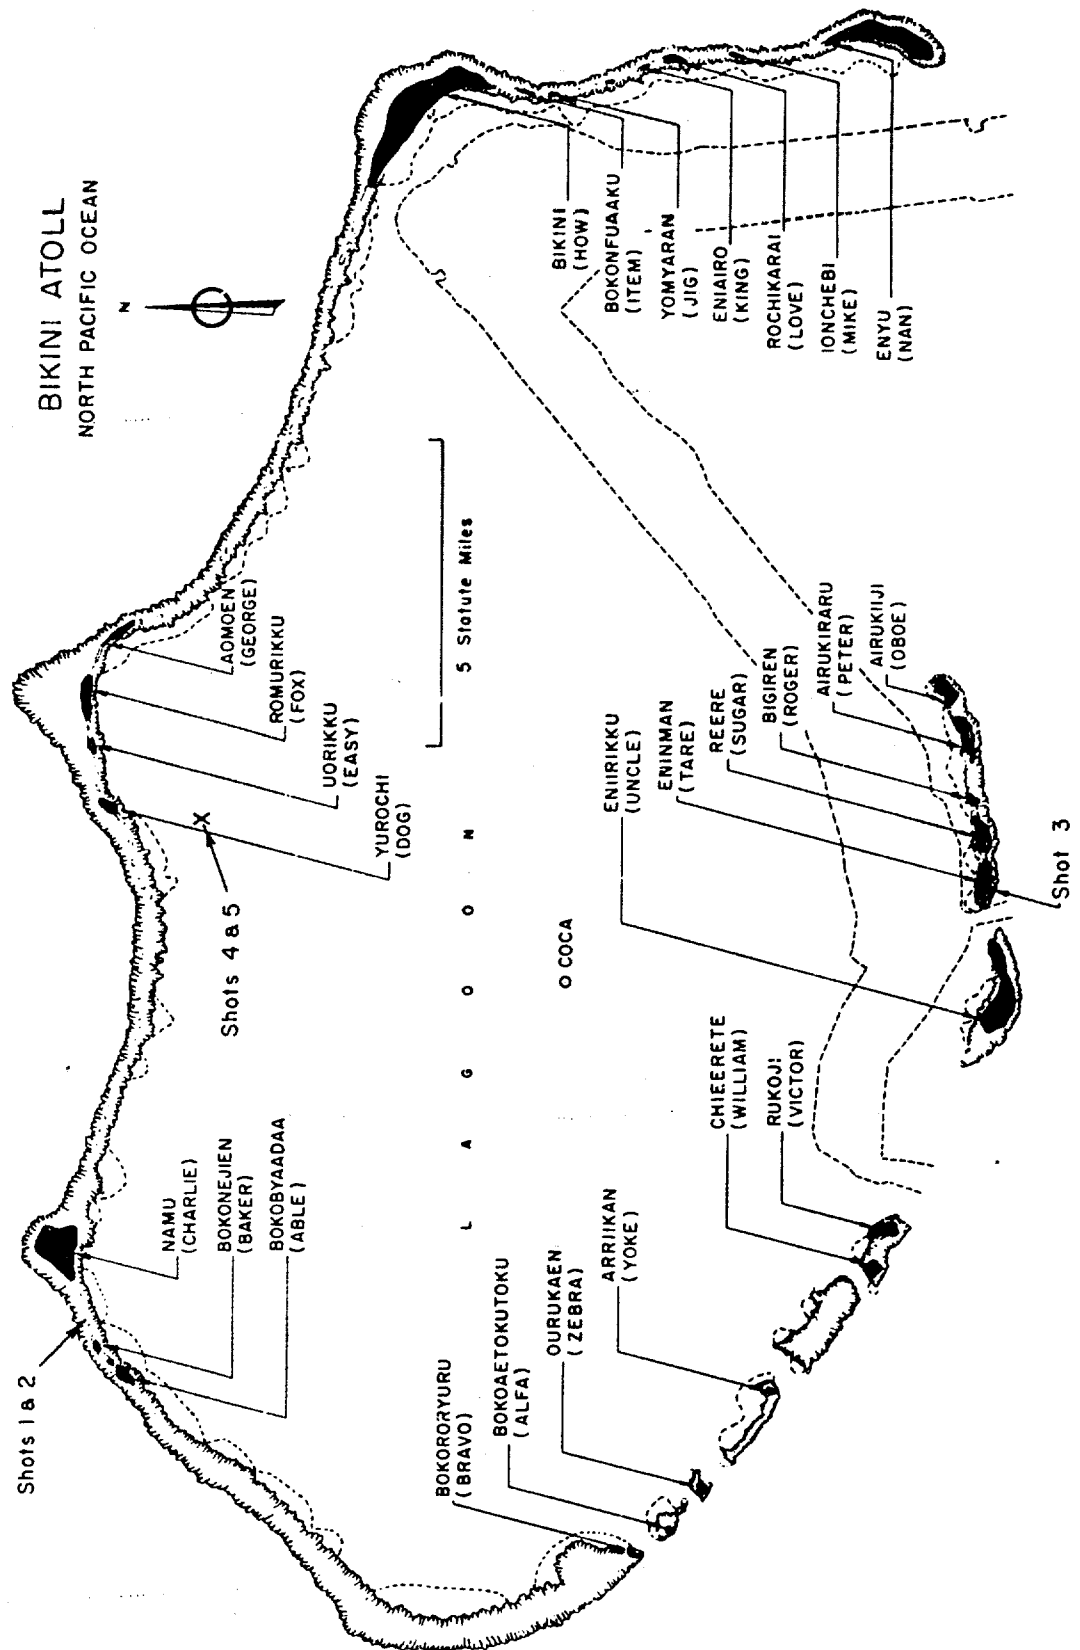 BIKINI ATOLL
NORTH PACIFIC OCEAN
N
Shots 1 & 2
NAMU
(CHARLIE)
BOKONEJIEN
(BAKER)
BOKOBYAADAA
(ABLE)
Shots 4 & 5
X
YUROCHI
(DOG)
UORIKKU
(EASY)
ROMURIKKU
(FOX)
AOMOEN
(GEORGE)
5 Statute Miles
LAGOON
COCA
BIKINI
(HOW)
BOKONFUAAKU
(ITEM)
YOMYARAN
(JIG)
ENIAIRO
(KING)
ROCHIKARAI
(LOVE)
IONCHEBI
(MIKE)
ENYU
(NAN)
BOKORORYURU
(BRAVO)
BOKOAETOKUTOKU
(ALFA)
OURUKAEN
(ZEBRA)
ARRIIKAN
(YOKE)
CHIEERETE
(WILLIAM)
RUKOJI
(VICTOR)
ENIIRIKKU
(UNCLE)
ENINMAN
(TARE)
REERE
(SUGAR)
BIGIREN
(ROGER)
AIRUKIRARU
(PETER)
AIRUKIIJI
(OBOE)
Shot 3